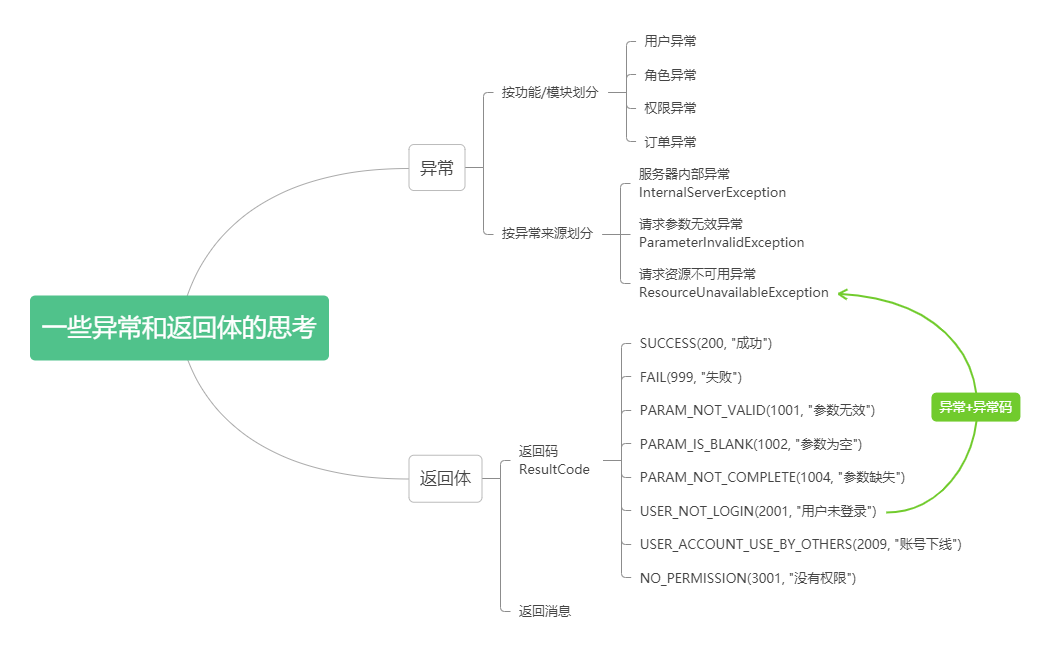 一些异常和返回体的思考
异常
按功能/模块划分
用户异常
角色异常
权限异常
订单异常
按异常来源划分
服务器内部异常
InternalServerException
请求参数无效异常
ParameterInvalidException
请求资源不可用异常
ResourceUnavailableException
返回体
返回码
ResultCode
SUCCESS(200, "成功")
FAIL(999, "失败")
PARAM_NOT_VALID(1001, "参数无效")
PARAM_IS_BLANK(1002, "参数为空")
PARAM_NOT_COMPLETE(1004, "参数缺失")
USER_NOT_LOGIN(2001, "用户未登录")
USER_ACCOUNT_USE_BY_OTHERS(2009, "账号下线")
NO_PERMISSION(3001, "没有权限")
返回消息
异常+异常码